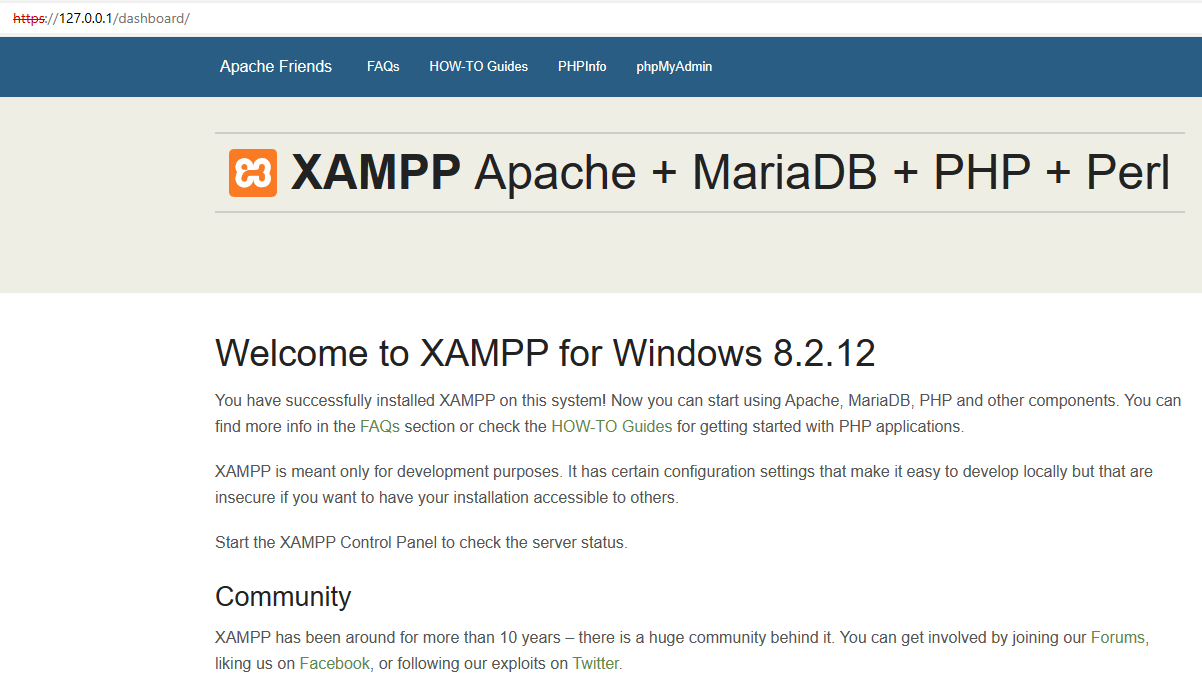 https://127.0.0.1/dashboard/
Apache Friends FAQs HOW-TO Guides PHPInfo phpMyAdmin
XAMPP Apache + MariaDB + PHP + Perl
Welcome to XAMPP for Windows 8.2.12
You have successfully installed XAMPP on this system! Now you can start using Apache, MariaDB, PHP and other components. You can
find more info in the FAQs section or check the HOW-TO Guides for getting started with PHP applications.
XAMPP is meant only for development purposes. It has certain configuration settings that make it easy to develop locally but that are
insecure if you want to have your installation accessible to others.
Start the XAMPP Control Panel to check the server status.
Community
XAMPP has been around for more than 10 years – there is a huge community behind it. You can get involved by joining our Forums,
liking us on Facebook, or following our exploits on Twitter.